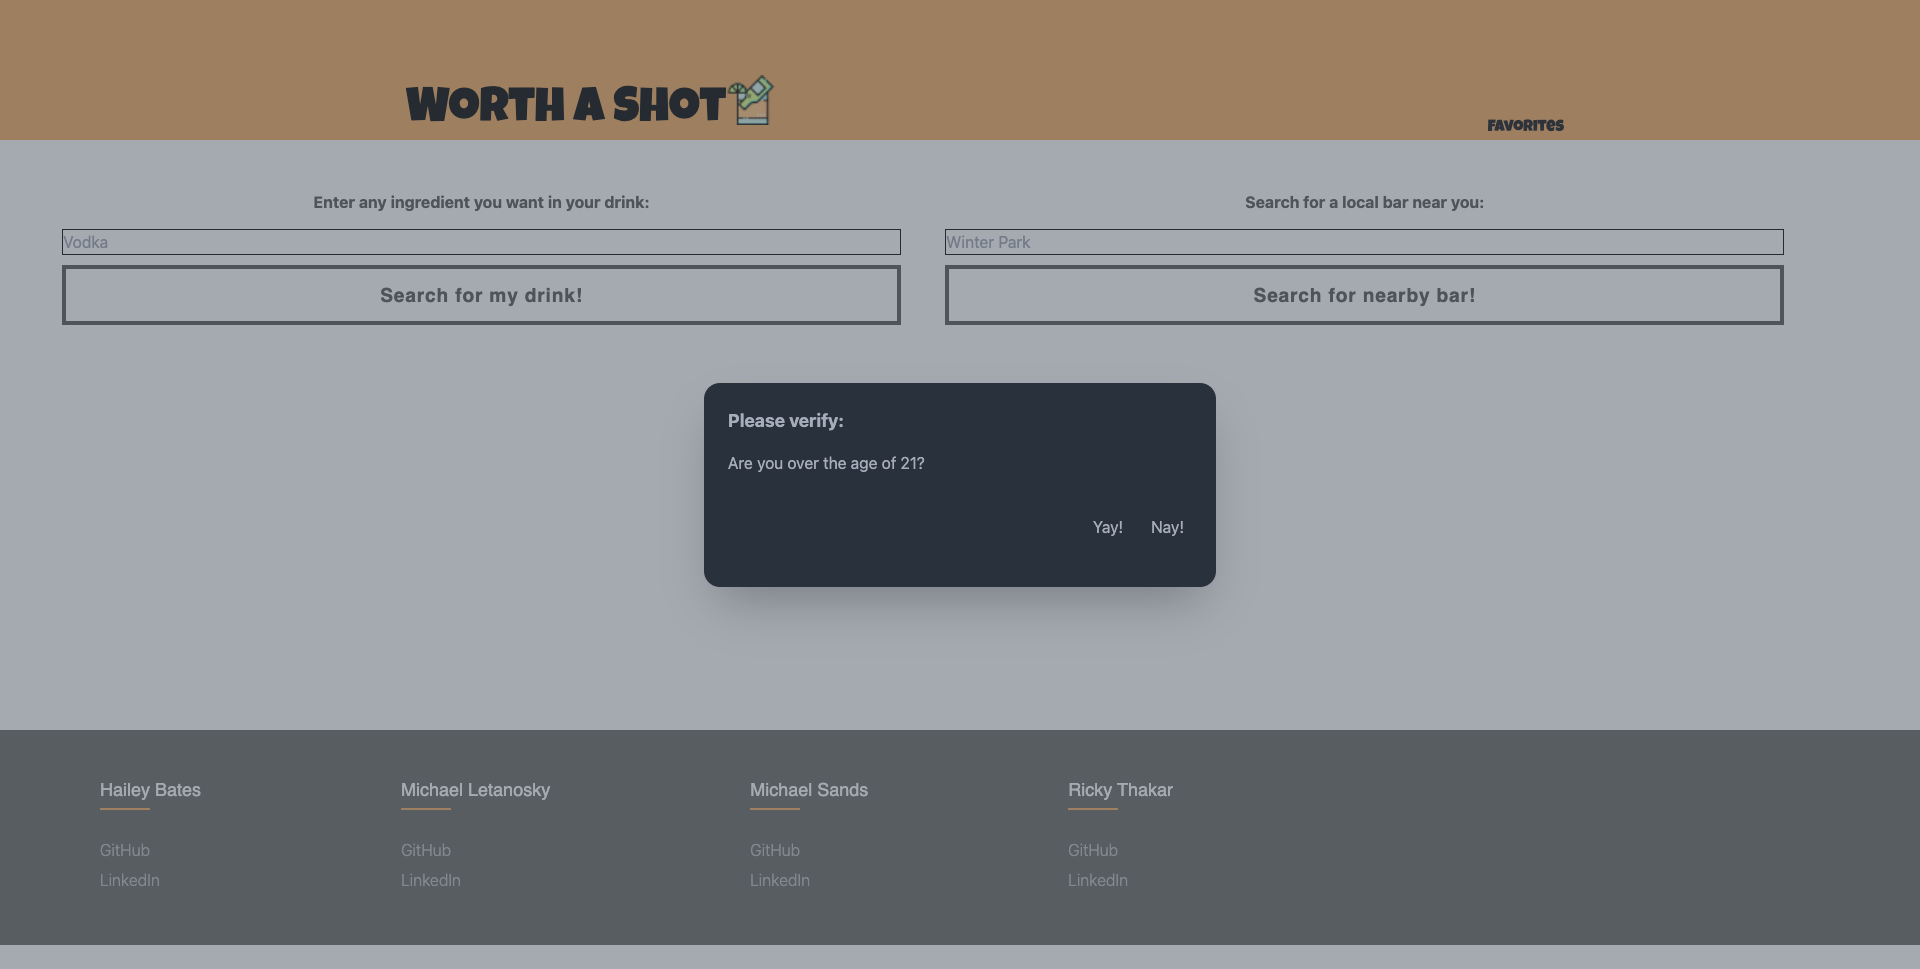 WORTH A SHOT
FAVORITES
Enter any ingredient you want in your drink:
Vodka
Search for my drink!
Search for a local bar near you:
Winter Park
Search for nearby bar!
Please verify:
Are you over the age of 21?
Yay! Nay!
Hailey Bates
GitHub
LinkedIn
Michael Letanosky
GitHub
LinkedIn
Michael Sands
GitHub
LinkedIn
Ricky Thakar
GitHub
LinkedIn